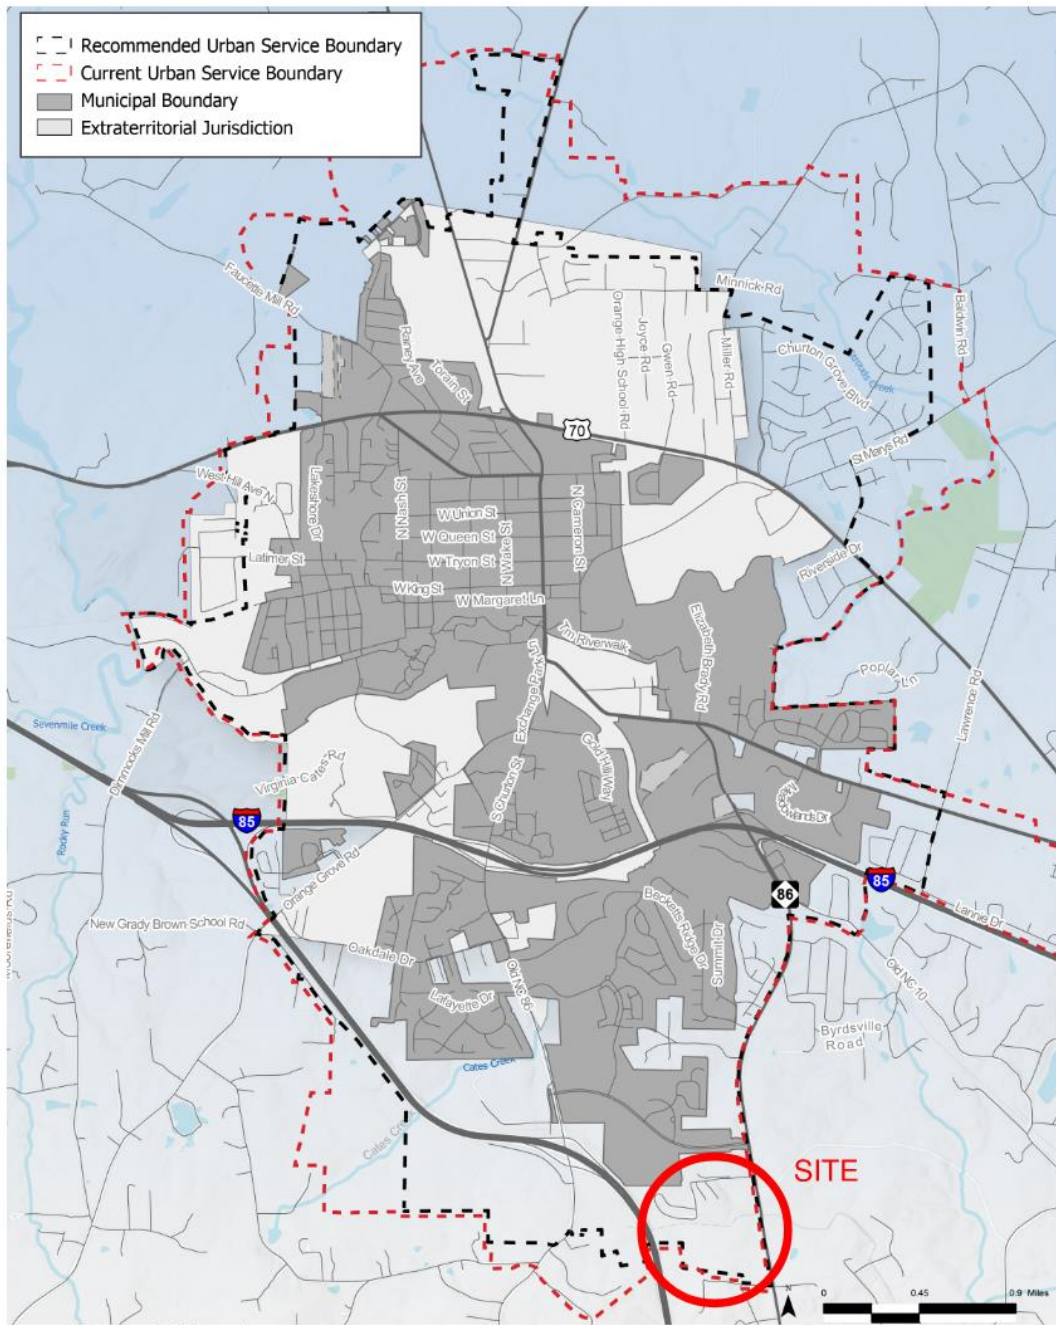 Recommended Urban Service Boundary
Current Urban Service Boundary
Municipal Boundary
Extraterritorial Jurisdiction
Faucette Mill Rd
Rainey Ave
Torain St
Orange High School Rd
Joyce Rd
Gwen Rd
Miller Rd
Minnick Rd
Churton Grove Blvd
Baldwin Rd
St Marys Rd
70
West Hill Ave N
Lakeshore Dr
N Nash St
W Union St
W Queen St
W Tryon St
N Wake St
N Cameron St
Latimer St
W King St
W Margaret Ln
Riverside Dr
Tm Riverwalk
Elizabeth Brady Rd
Poplar Ln
Lawrence Rd
Exchange Park Ln
Sevenmile Creek
Dimmocks Mill Rd
Virginia Cates Rd
S Churton St
Gold Hill Way
Rocky Run
85
Orange Grove Rd
86
85
Becketts Ridge Dr
Summit Dr
Lannie Dr
New Grady Brown School Rd
Oakdale Dr
Old NC 86
Old NC 10
Lafayette Dr
Byrdsville
Road
Cates Creek
SITE
N
0 0.45 0.9 Miles